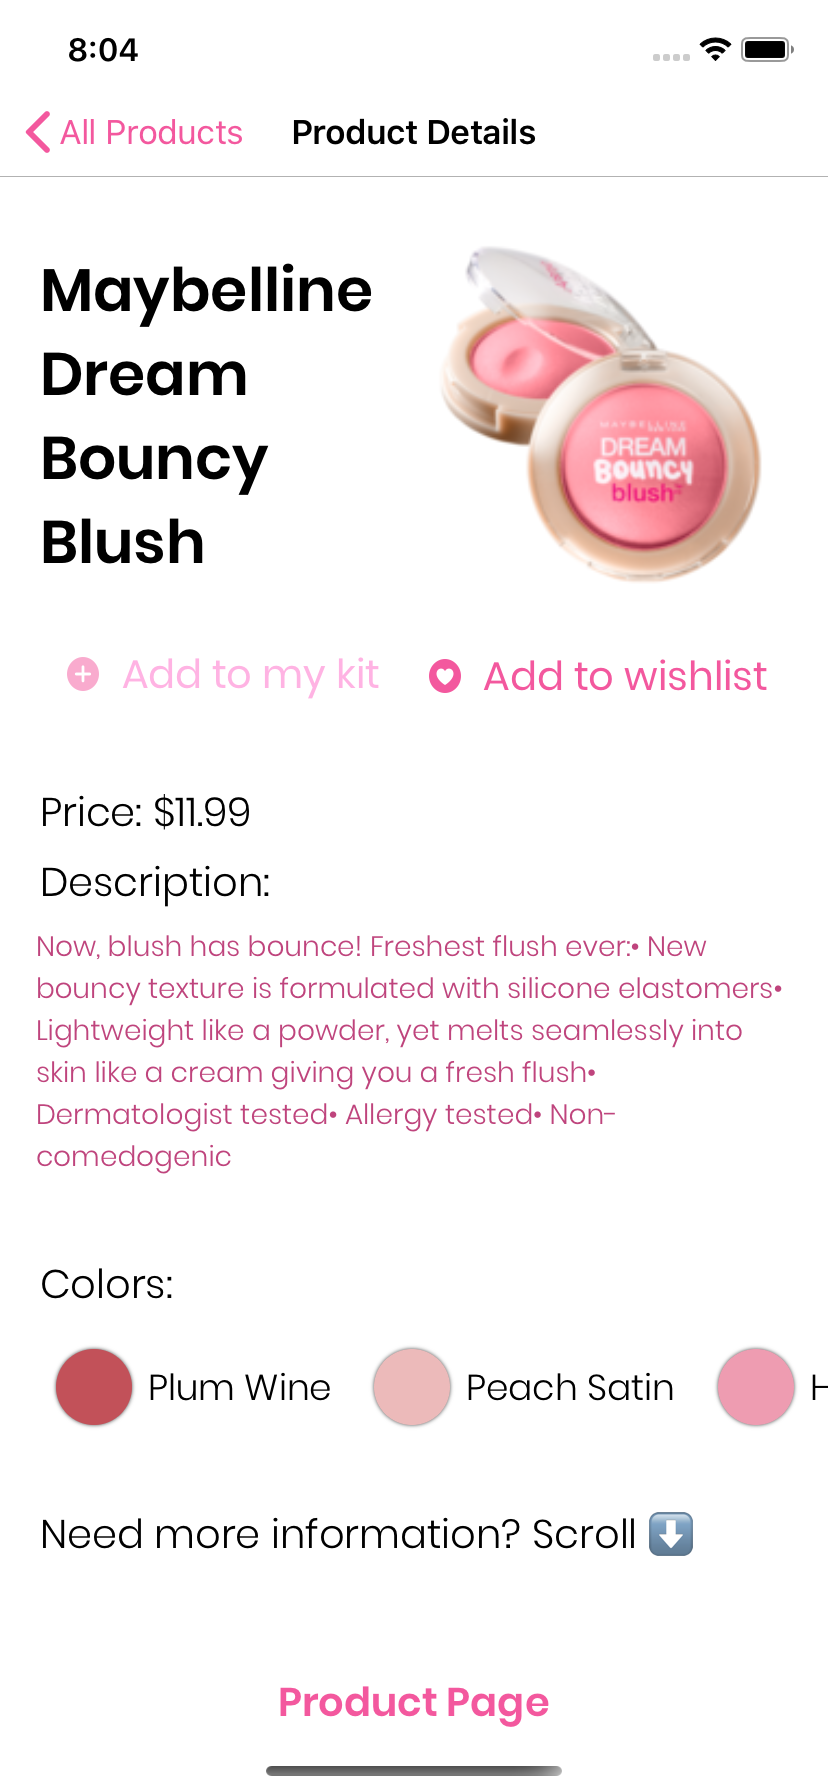 8:04
All Products
Product Details
Maybelline
Dream
Bouncy
Blush
MAYBELLINE
DREAM
Bouncy
blush
Add to my kit
Add to wishlist
Price: $11.99
Description:
Now, blush has bounce! Freshest flush ever:• New
bouncy texture is formulated with silicone elastomers•
Lightweight like a powder, yet melts seamlessly into
skin like a cream giving you a fresh flush•
Dermatologist tested• Allergy tested• Non-
comedogenic
Colors:
Plum Wine
Peach Satin
H
Need more information? Scroll ⬇️
Product Page